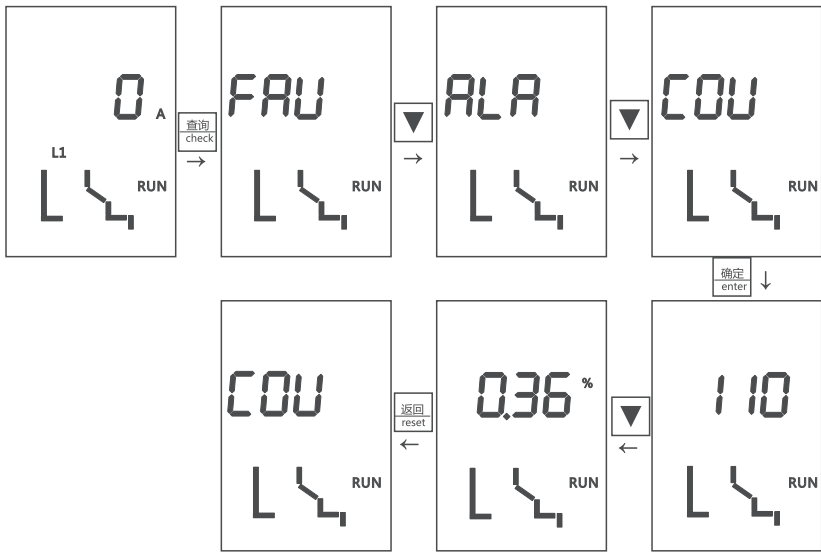 0 A
L1
RUN
查询
check
→
FAU
RUN
▼
→
ALA
RUN
▼
→
COU
RUN
确定
enter
↓
110
RUN
▼
←
0.36 %
RUN
返回
reset
←
COU
RUN